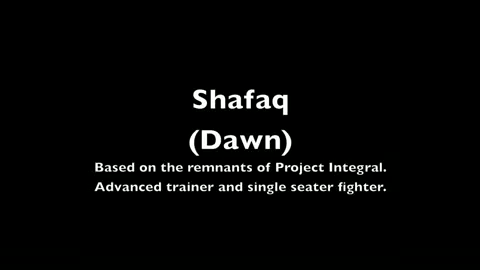 Shafaq
(Dawn)
Based on the remnants of Project Integral.
Advanced trainer and single seater fighter.